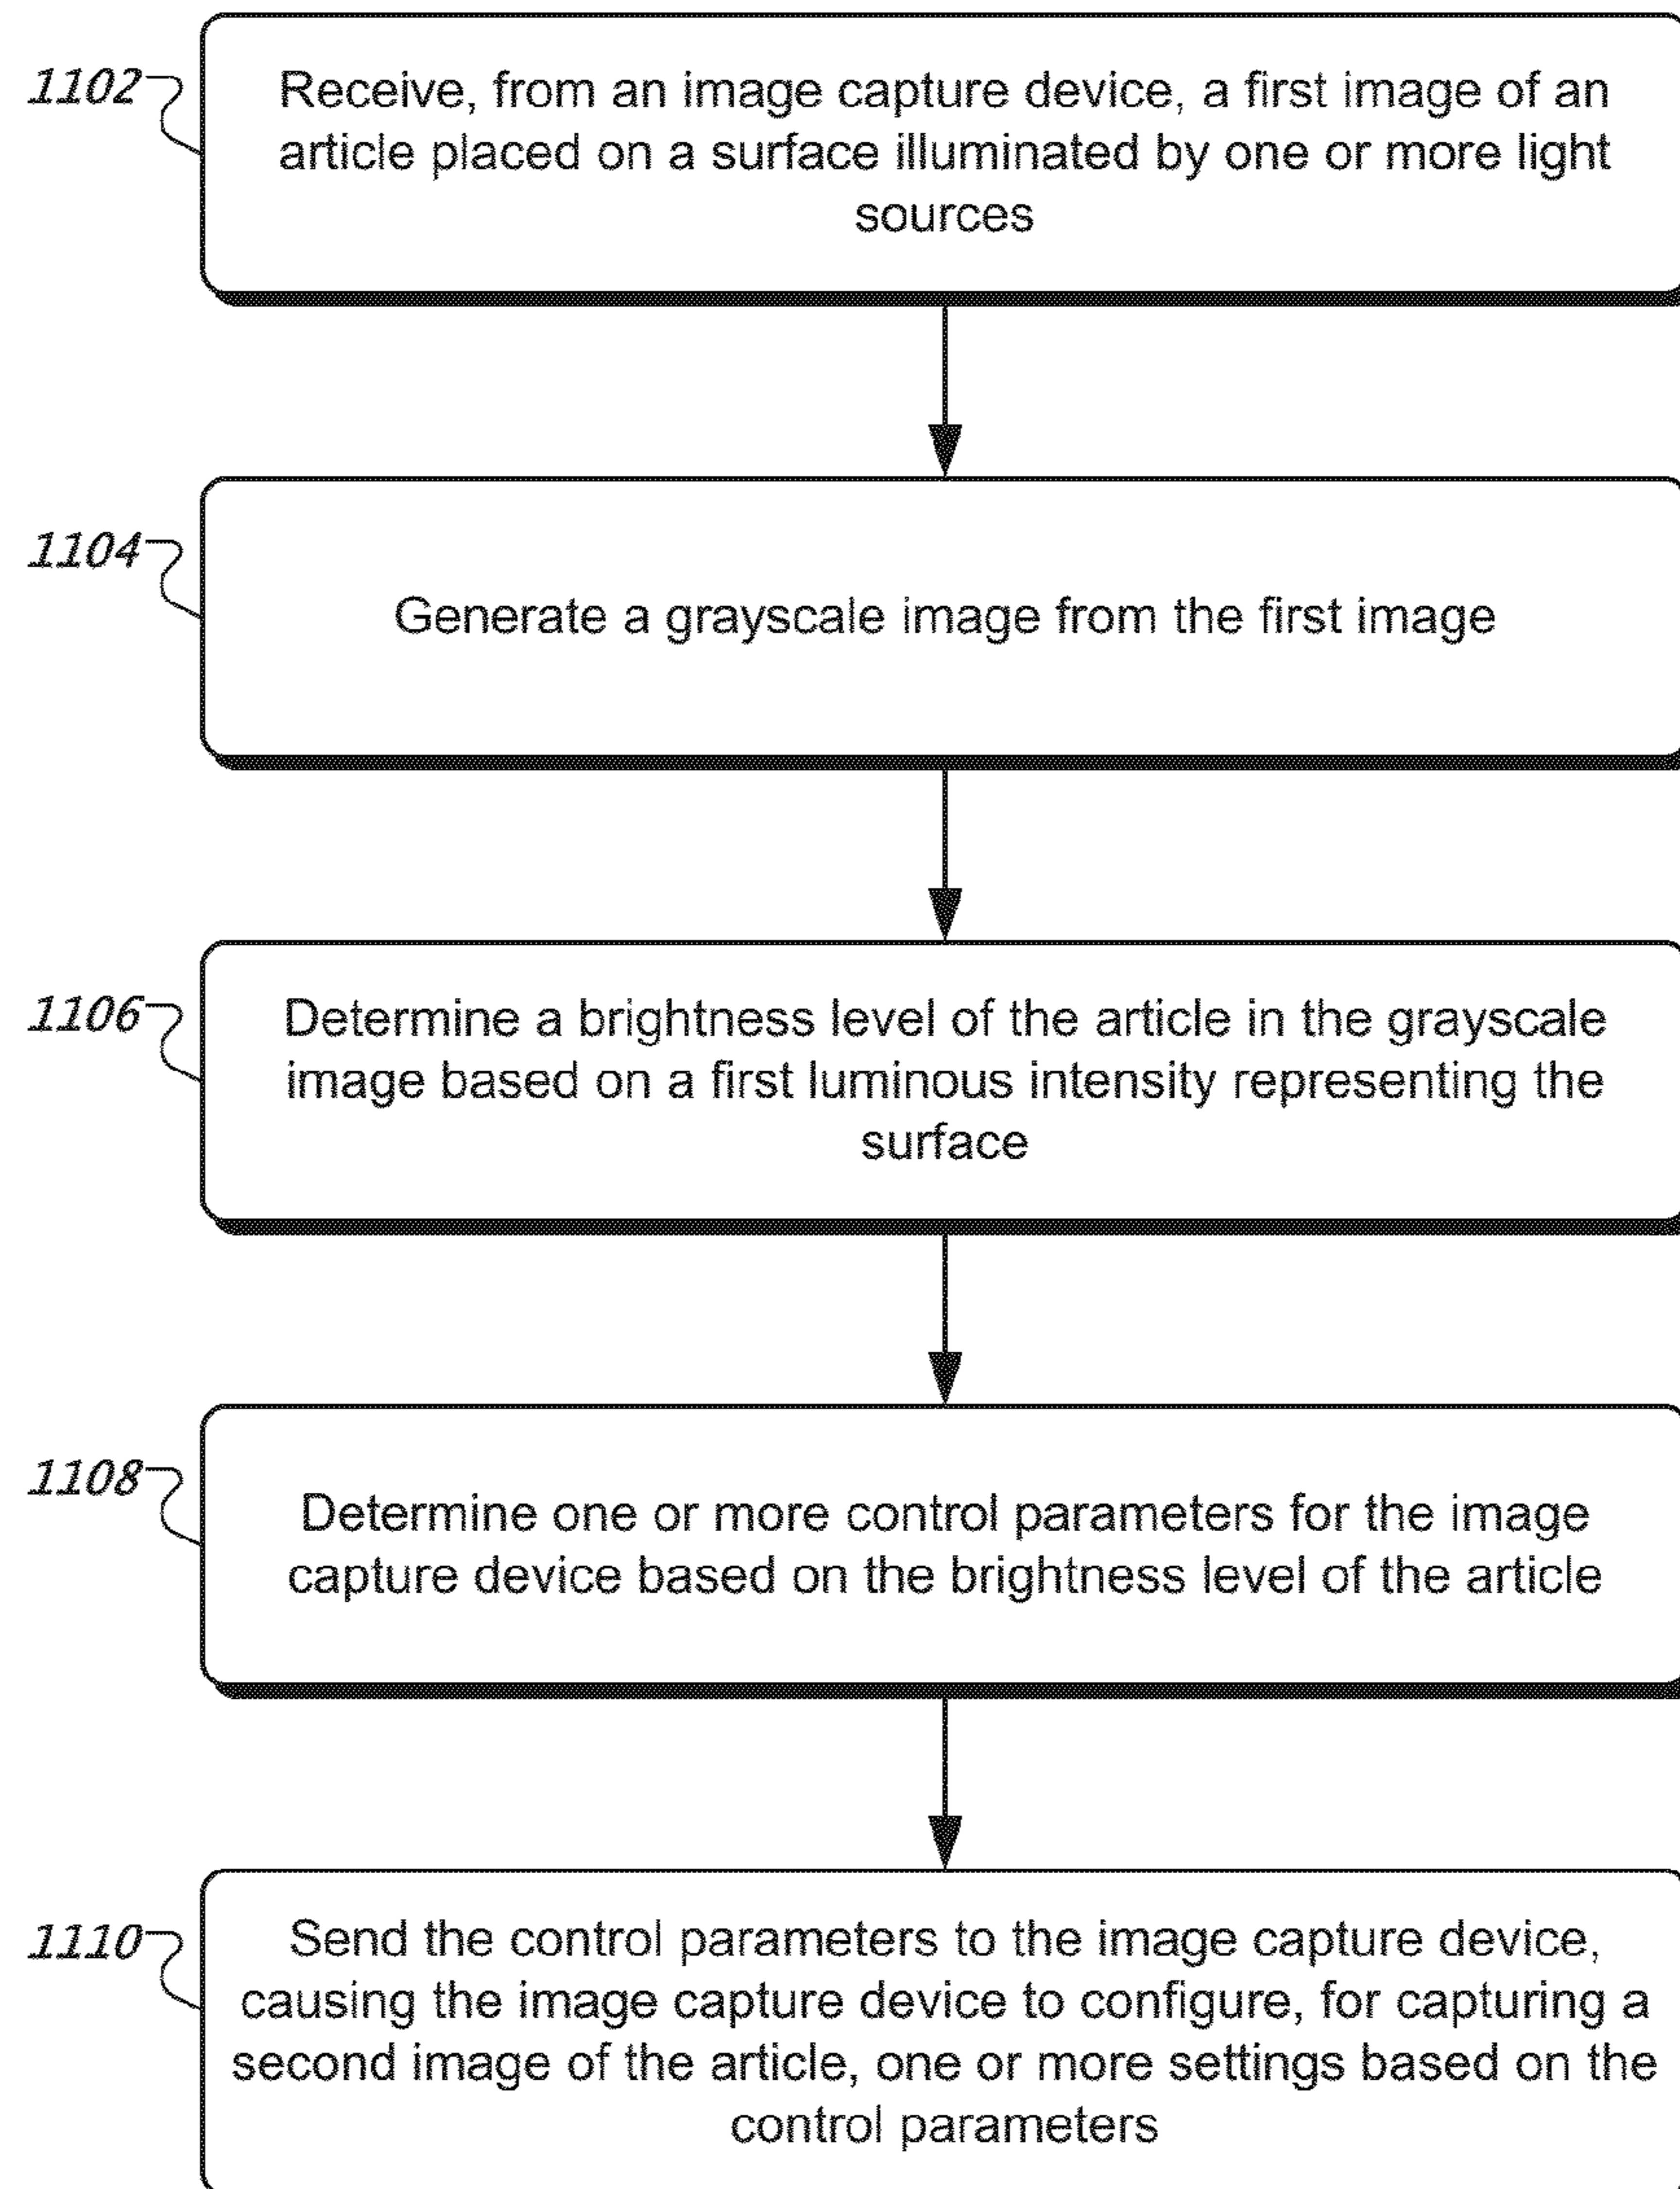 1102
Receive, from an image capture device, a first image of an
article placed on a surface illuminated by one or more light
sources
1104
Generate a grayscale image from the first image
1106
Determine a brightness level of the article in the grayscale
image based on a first luminous intensity representing the
surface
1108
Determine one or more control parameters for the image
capture device based on the brightness level of the article
1110
Send the control parameters to the image capture device,
causing the image capture device to configure, for capturing a
second image of the article, one or more settings based on the
control parameters